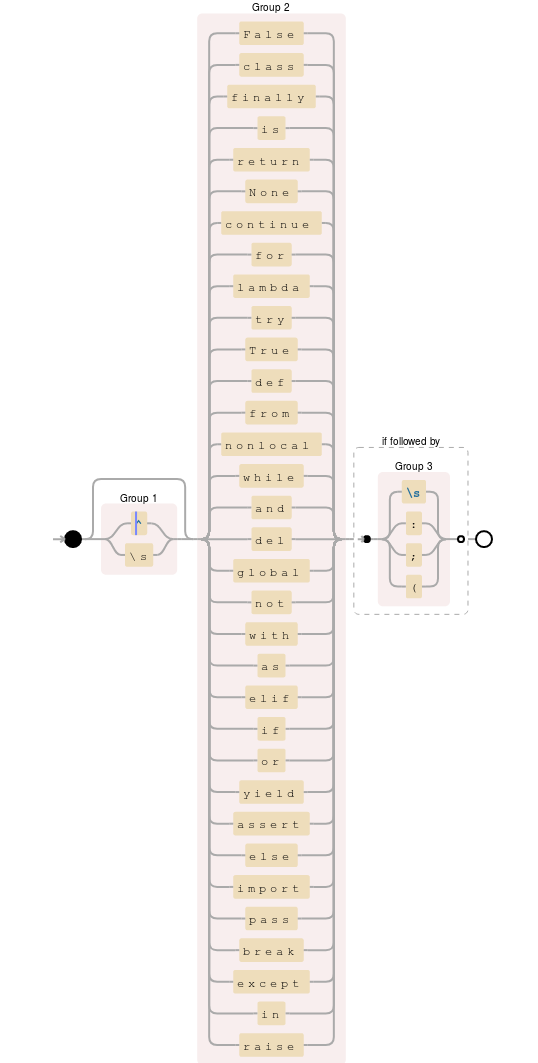 Group 2
False
class
finally
is
return
None
continue
for
lambda
try
True
def
from
nonlocal
while
and
del
global
not
with
as
elif
if
or
yield
assert
else
import
pass
break
except
in
raise
Group 1
^
\s
if followed by
Group 3
\s
:
;
(